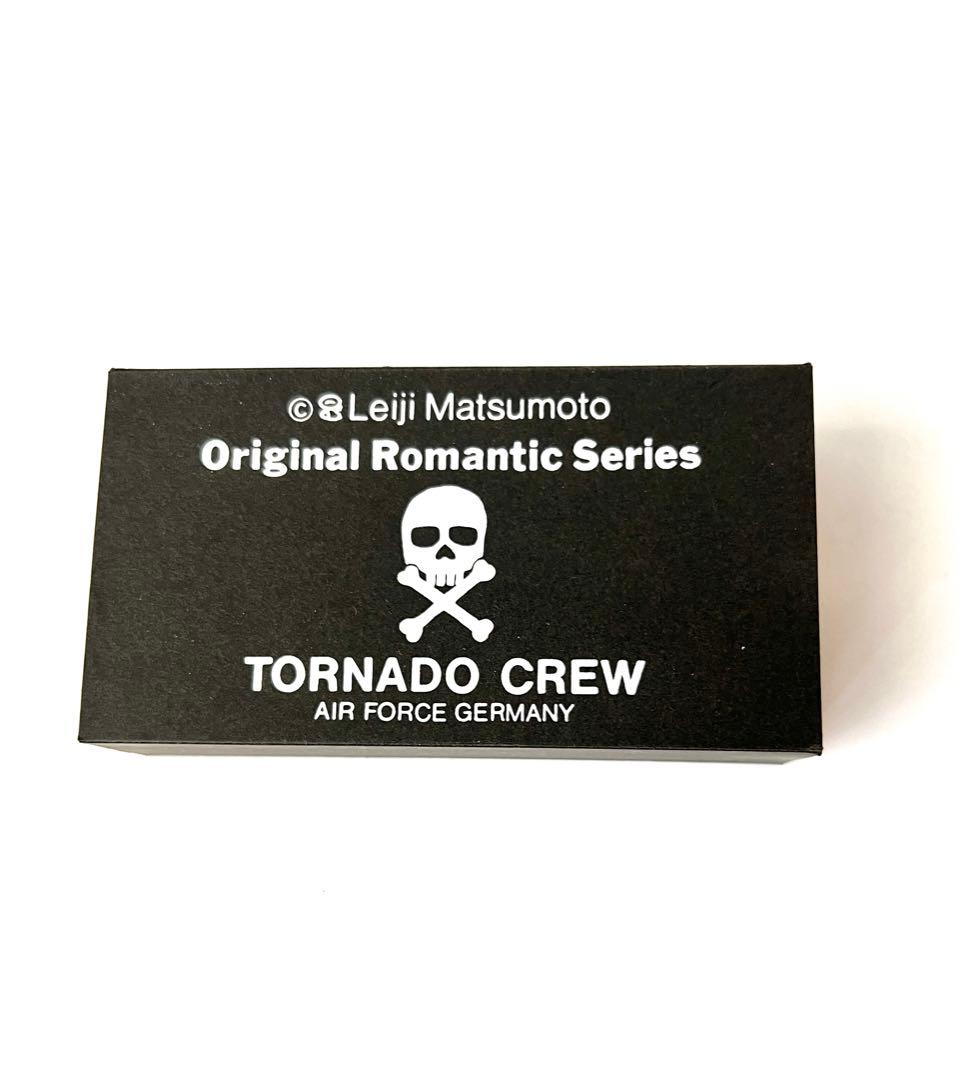 © Leiji Matsumoto
Original Romantic Series
TORNADO CREW
AIR FORCE GERMANY